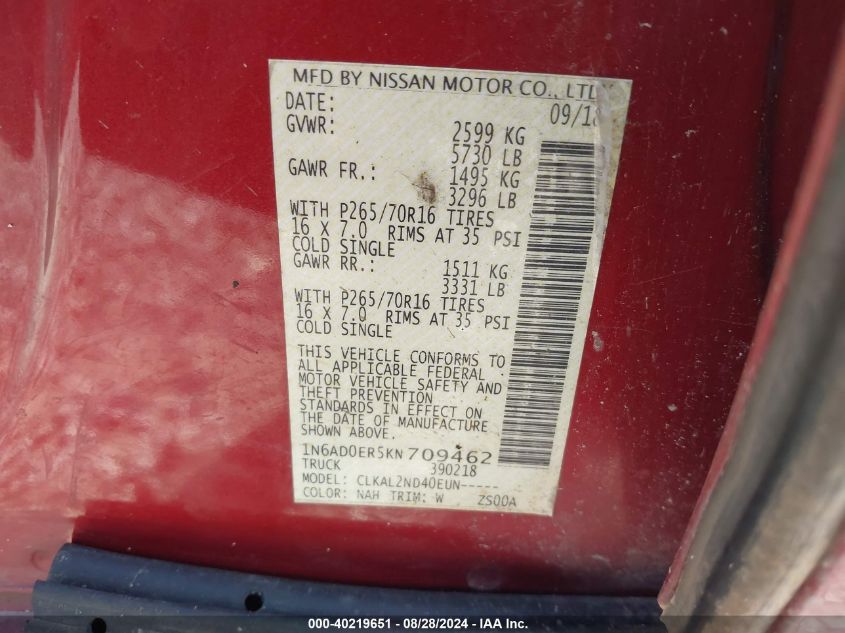 MFD BY NISSAN MOTOR CO., LTD
DATE: 09/18
GVWR: 2599 KG
5730 LB
GAWR FR.: 1495 KG
3296 LB
WITH P265/70R16 TIRES
16 X 7.0 RIMS AT 35 PSI
COLD SINGLE
GAWR RR.: 1511 KG
3331 LB
WITH P265/70R16 TIRES
16 X 7.0 RIMS AT 35 PSI
COLD SINGLE
THIS VEHICLE CONFORMS TO
ALL APPLICABLE FEDERAL
MOTOR VEHICLE SAFETY AND
THEFT PREVENTION
STANDARDS IN EFFECT ON
THE DATE OF MANUFACTURE
SHOWN ABOVE.
1N6AD0ER5KN709462
TRUCK 390218
MODEL: CLKAL2ND40EUN-----
COLOR: NAH TRIM: W ZS00A
000-40219651 - 08/28/2024 - IAA Inc.